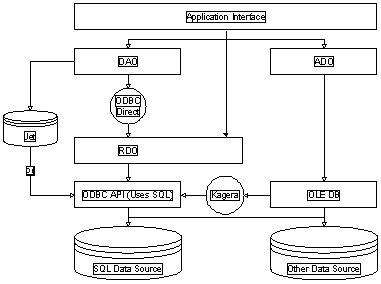 Application Interface
DAO
ADO
ODBC
Direct
Jet
RDO
ODBC API (Uses SQL)
Kagera
OLE DB
SQL Data Source
Other Data Source